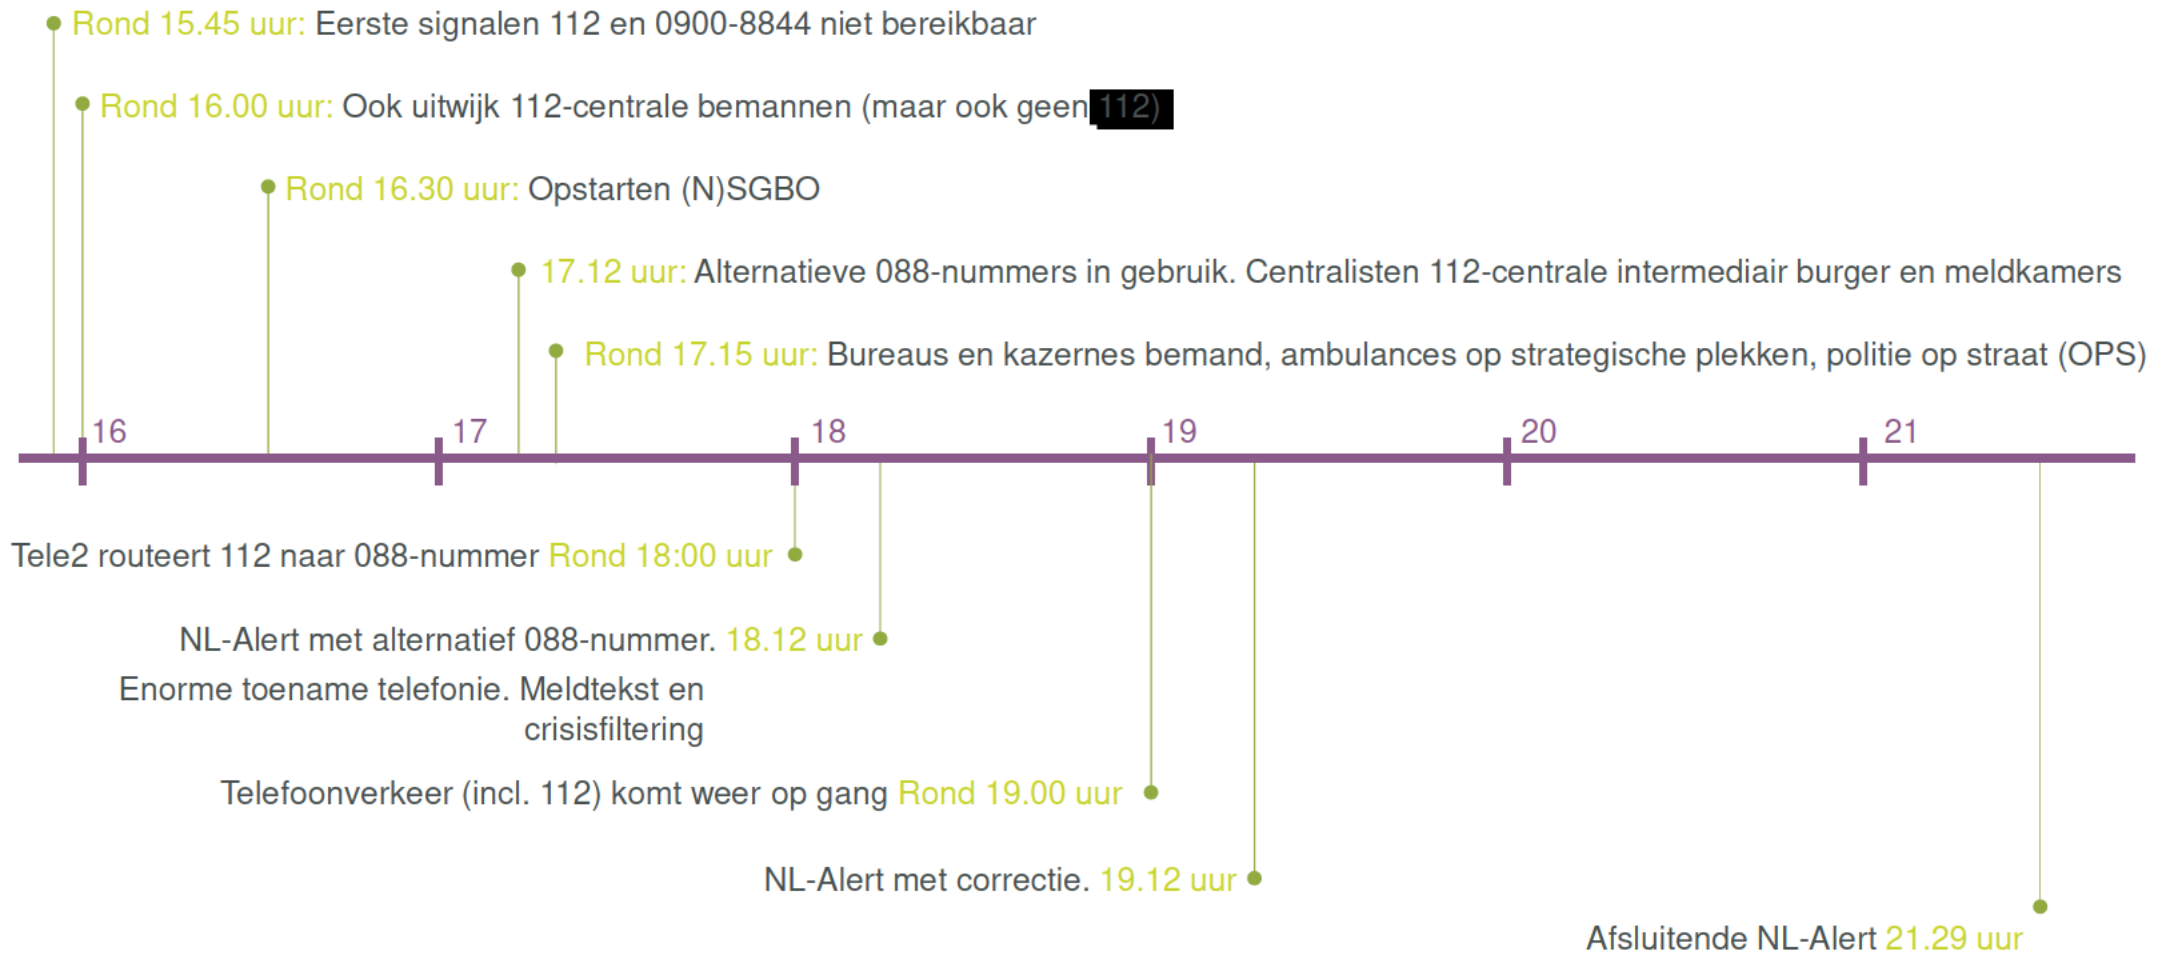 Rond 15.45 uur: Eerste signalen 112 en 0900-8844 niet bereikbaar
Rond 16.00 uur: Ook uitwijk 112-centrale bemannen (maar ook geen 112)
Rond 16.30 uur: Opstarten (N)SGBO
17.12 uur: Alternatieve 088-nummers in gebruik. Centralisten 112-centrale intermediair burger en meldkamers
Rond 17.15 uur: Bureaus en kazernes bemand, ambulances op strategische plekken, politie op straat (OPS)
16 17 18 19 20 21
Tele2 routeert 112 naar 088-nummer Rond 18:00 uur
NL-Alert met alternatief 088-nummer. 18.12 uur
Enorme toename telefonie. Meldtekst en
crisisfiltering
Telefoonverkeer (incl. 112) komt weer op gang Rond 19.00 uur
NL-Alert met correctie. 19.12 uur
Afsluitende NL-Alert 21.29 uur